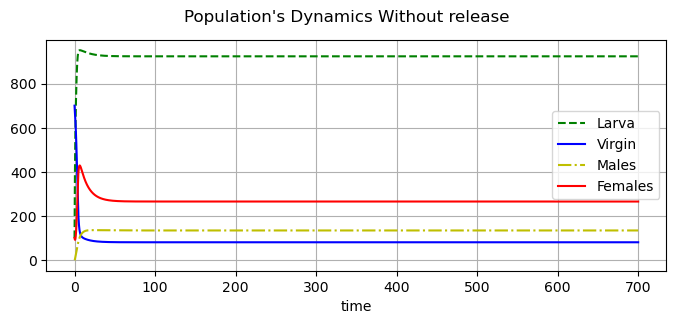 Population's Dynamics Without release
800
600
400
200
0
Larva
Virgin
Males
Females
0 100 200 300 400 500 600 700
time